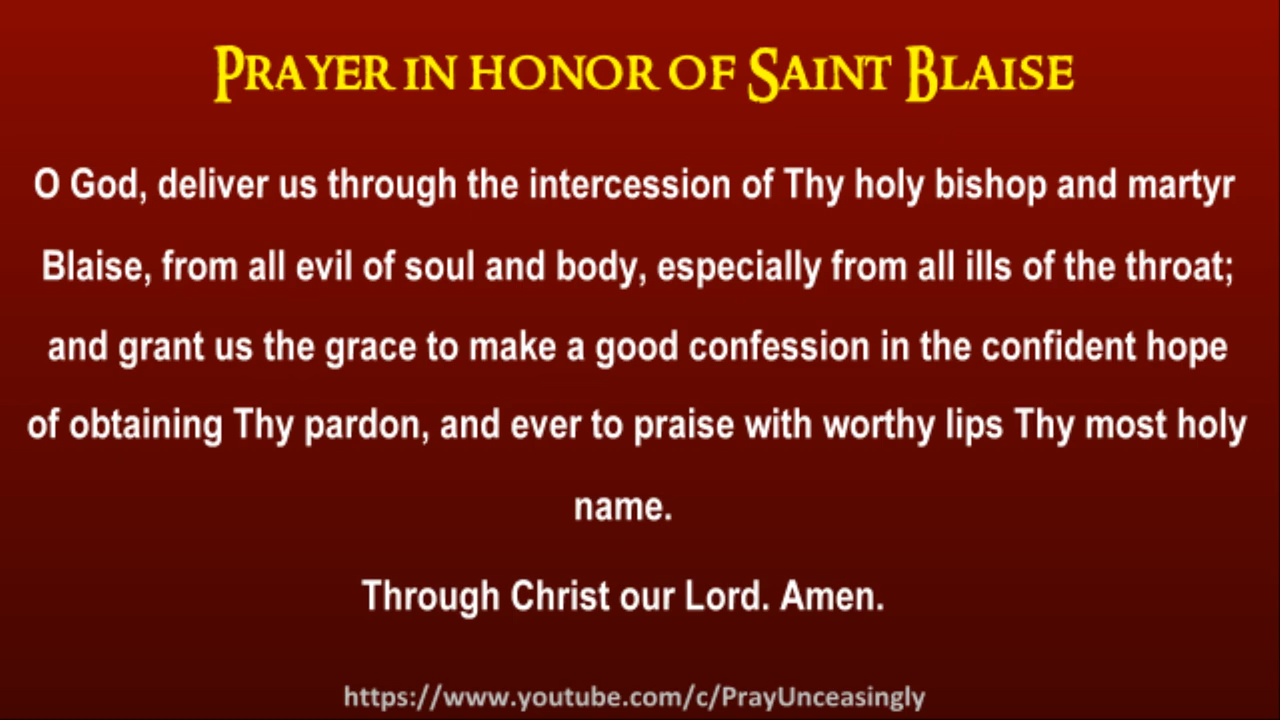 Prayer in honor of Saint Blaise
O God, deliver us through the intercession of Thy holy bishop and martyr
Blaise, from all evil of soul and body, especially from all ills of the throat;
and grant us the grace to make a good confession in the confident hope
of obtaining Thy pardon, and ever to praise with worthy lips Thy most holy
name.
Through Christ our Lord. Amen.
https://www.youtube.com/c/PrayUnceasingly